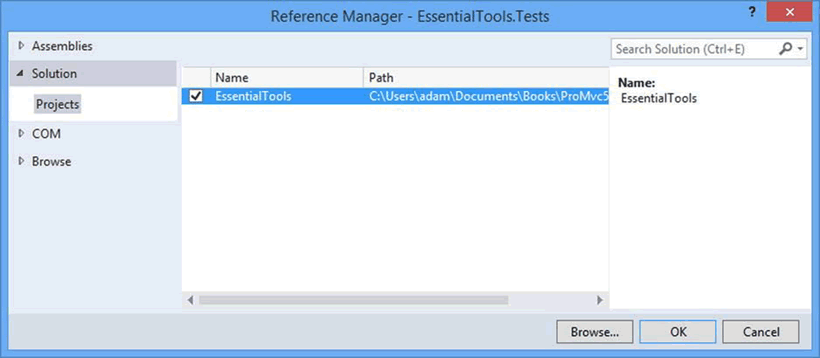 Reference Manager - EssentialTools.Tests
? ×
Assemblies
Search Solution (Ctrl+E)
Solution
Name Path
Name:
EssentialTools C:\Users\adam\Documents\Books\ProMvc5
EssentialTools
Projects
COM
Browse
Browse... OK Cancel